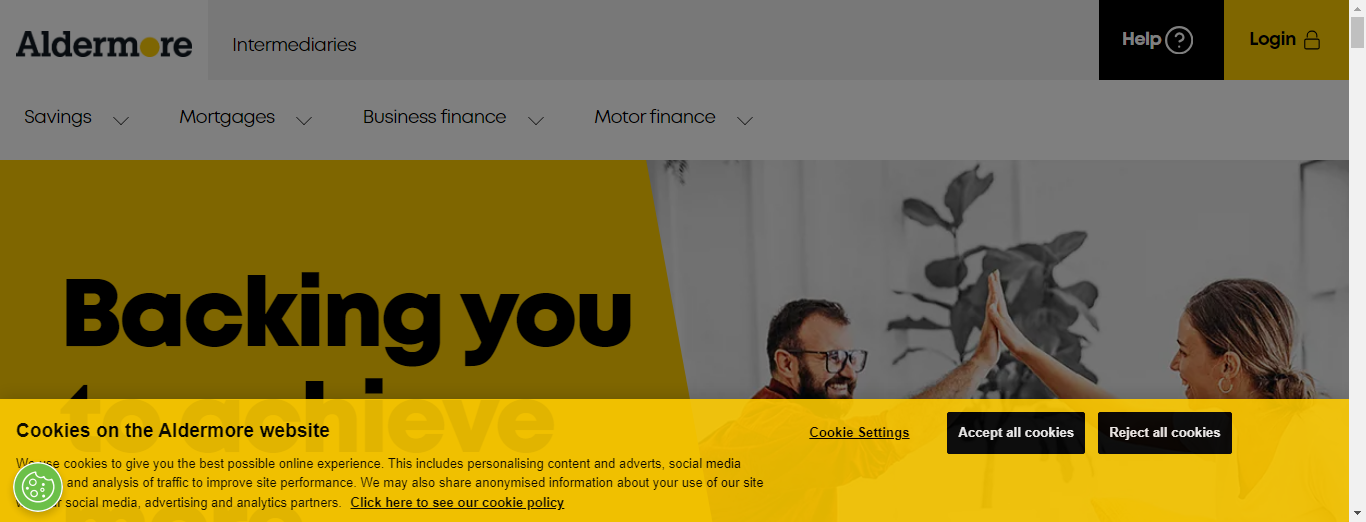 Aldermore
Intermediaries
Help
Login
Savings
Mortgages
Business finance
Motor finance
Backing you
to achieve
Cookies on the Aldermore website
Cookie Settings
Accept all cookies
Reject all cookies
We use cookies to give you the best possible online experience. This includes personalising content and adverts, social media
and analysis of traffic to improve site performance. We may also share anonymised information about your use of our site
social media, advertising and analytics partners. Click here to see our cookie policy
more